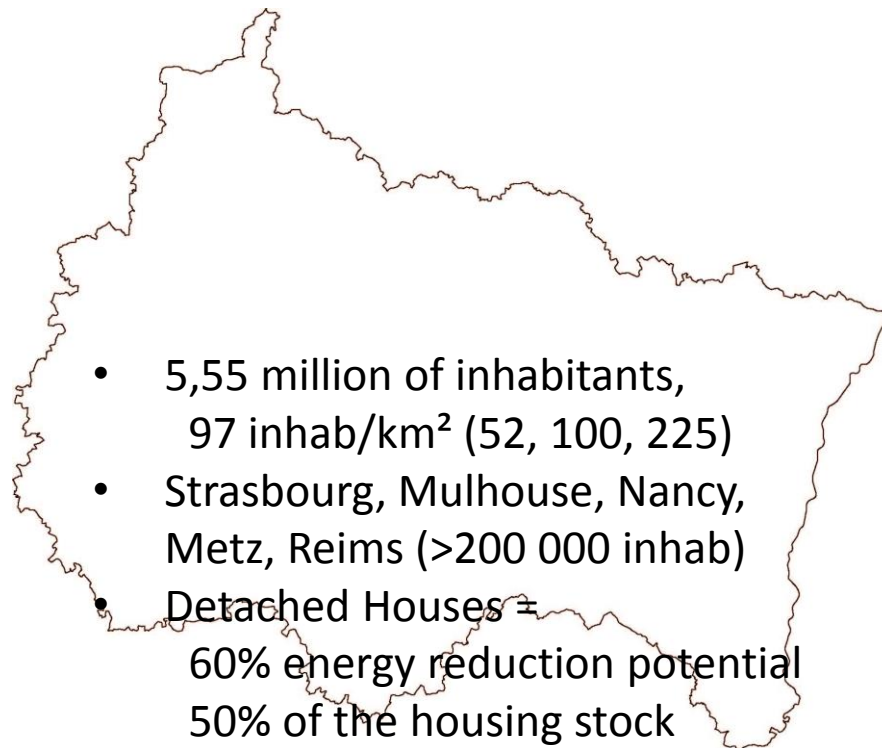 • 5,55 million of inhabitants,
97 inhab/km² (52, 100, 225)
• Strasbourg, Mulhouse, Nancy,
Metz, Reims (>200 000 inhab)
• Detached Houses =
60% energy reduction potential
50% of the housing stock